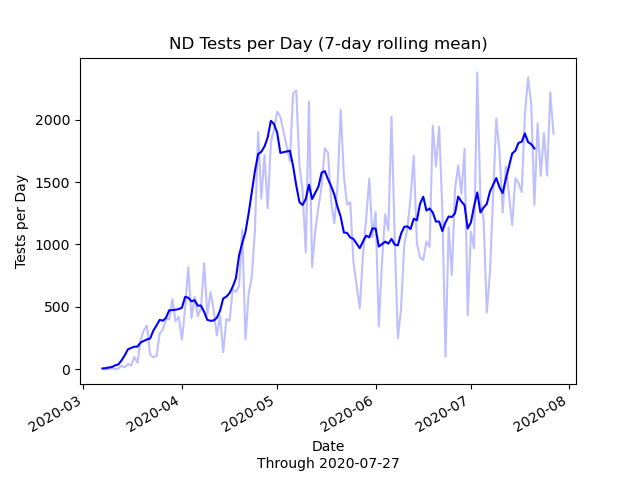 ND Tests per Day (7-day rolling mean)
Tests per Day
2000
1500
1000
500
0
2020-03
2020-04
2020-05
2020-06
2020-07
2020-08
Date
Through 2020-07-27